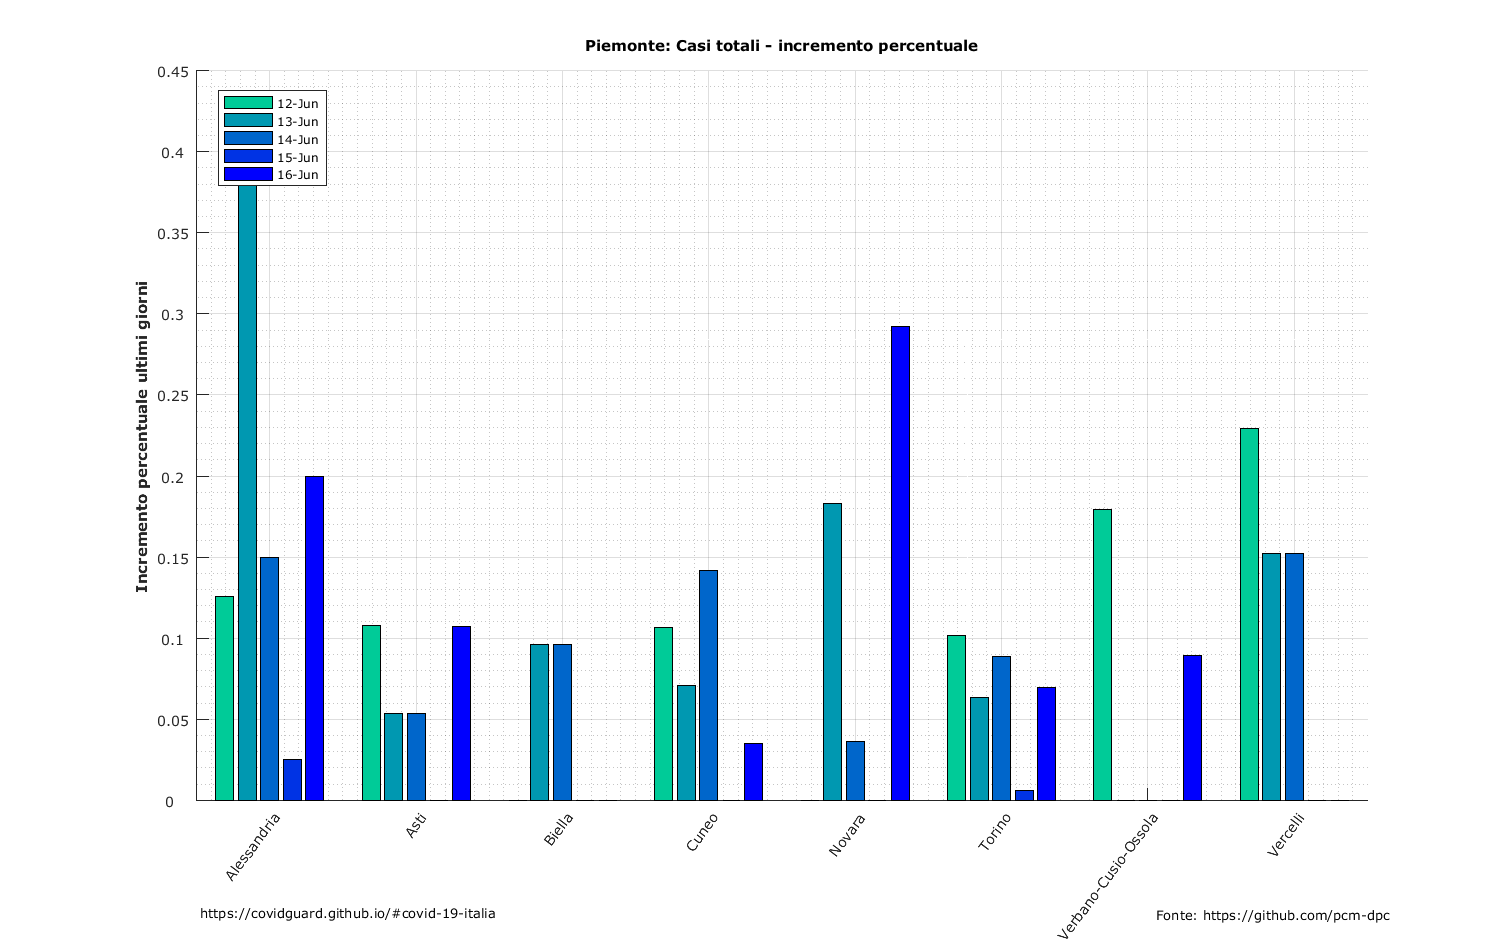 Piemonte: Casi totali - incremento percentuale
Incremento percentuale ultimi giorni
0.45
0.4
0.35
0.3
0.25
0.2
0.15
0.1
0.05
0
12-Jun
13-Jun
14-Jun
15-Jun
16-Jun
Alessandria
Asti
Biella
Cuneo
Novara
Torino
Verbano-Cusio-Ossola
Vercelli
https://covidguard.github.io/#covid-19-italia
Fonte: https://github.com/pcm-dpc